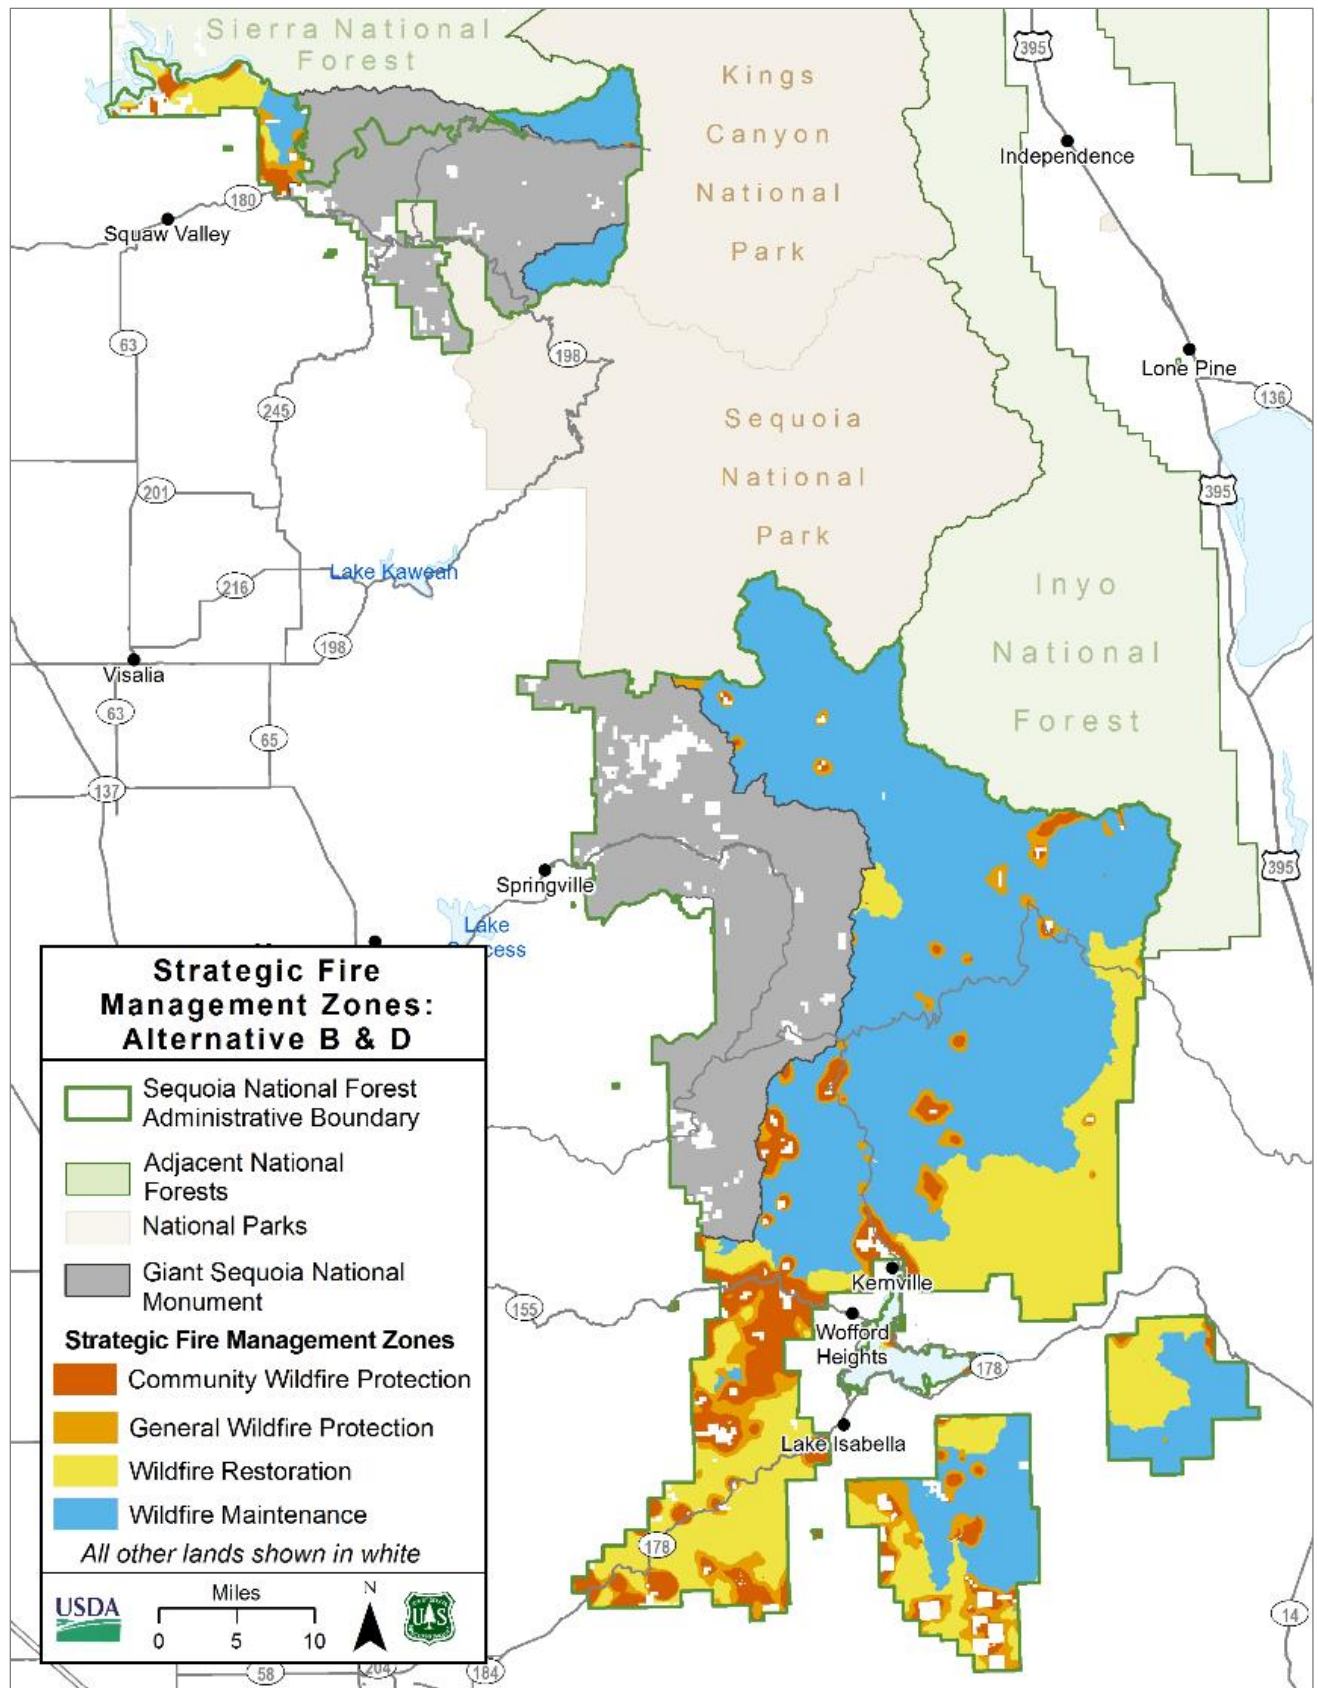 Sierra National
Forest
Kings
Canyon
National
Park
395
Independence
180
Squaw Valley
63
198
Lone Pine
136
245
Sequoia
National
Park
201
395
Lake Kaweah
216
Inyo
National
Forest
198
Visalia
63
65
137
395
Springville
Lake
cess
Strategic Fire
Management Zones:
Alternative B & D
Sequoia National Forest
Administrative Boundary
Adjacent National
Forests
National Parks
Giant Sequoia National
Monument
Strategic Fire Management Zones
Community Wildfire Protection
General Wildfire Protection
Wildfire Restoration
Wildfire Maintenance
All other lands shown in white
USDA
Miles
0 5 10
N
U S
155
Kernville
Wofford
Heights
178
Lake Isabella
178
14
58
204
184